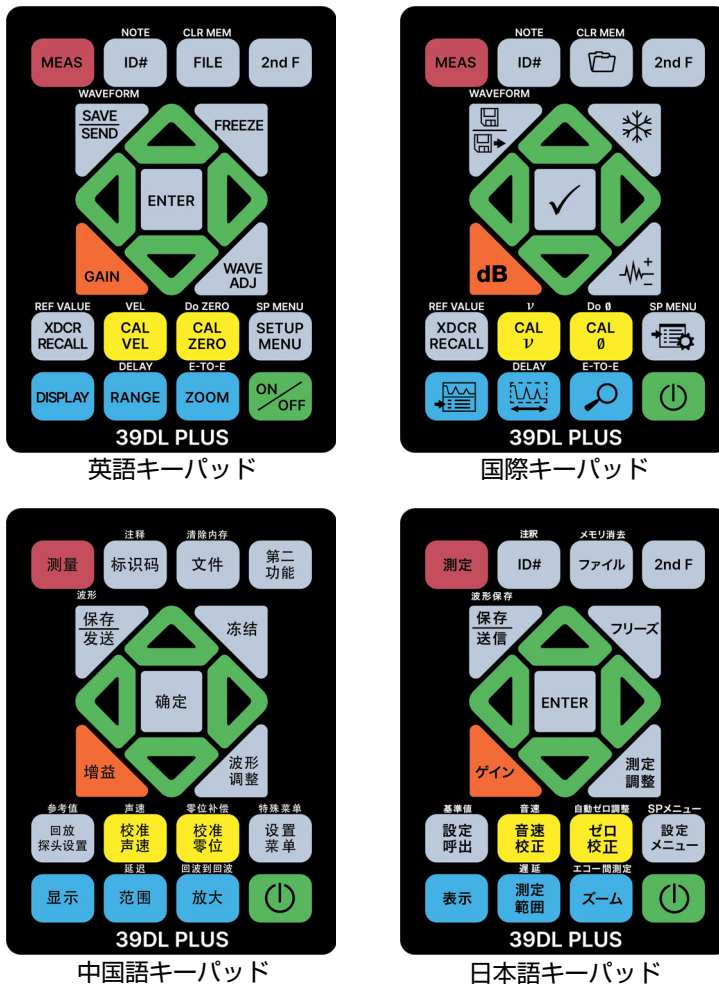 NOTE CLR MEM
MEAS ID# FILE 2nd F
WAVEFORM
SAVE
SEND
FREEZE
ENTER
GAIN
WAVE
ADJ
REF VALUE VEL Do ZERO SP MENU
XDCR
RECALL
CAL
VEL
CAL
ZERO
SETUP
MENU
DELAY E-TO-E
DISPLAY RANGE ZOOM
ON
OFF
39DL PLUS
英語キーパッド
NOTE CLR MEM
MEAS ID# 2nd F
WAVEFORM
dB
+
−
REF VALUE ν Do Ø SP MENU
XDCR
RECALL
CAL
ν
CAL
Ø
DELAY E-TO-E
39DL PLUS
国際キーパッド
注释 清除内存
测量 标识码 文件
第二
功能
波形
保存
发送
冻结
确定
增益
波形
调整
参考值 声速 零位补偿 特殊菜单
回放
探头设置
校准
声速
校准
零位
设置
菜单
延迟 回波到回波
显示 范围 放大
39DL PLUS
中国語キーパッド
注釈 メモリ消去
測定 ID# ファイル 2nd F
波形保存
保存
送信
フリーズ
ENTER
ゲイン
測定
調整
基準値 音速 自動ゼロ調整 SPメニュー
設定
呼出
音速
校正
ゼロ
校正
設定
メニュー
遅延 エコー間測定
表示
測定
範囲
ズーム
39DL PLUS
日本語キーパッド